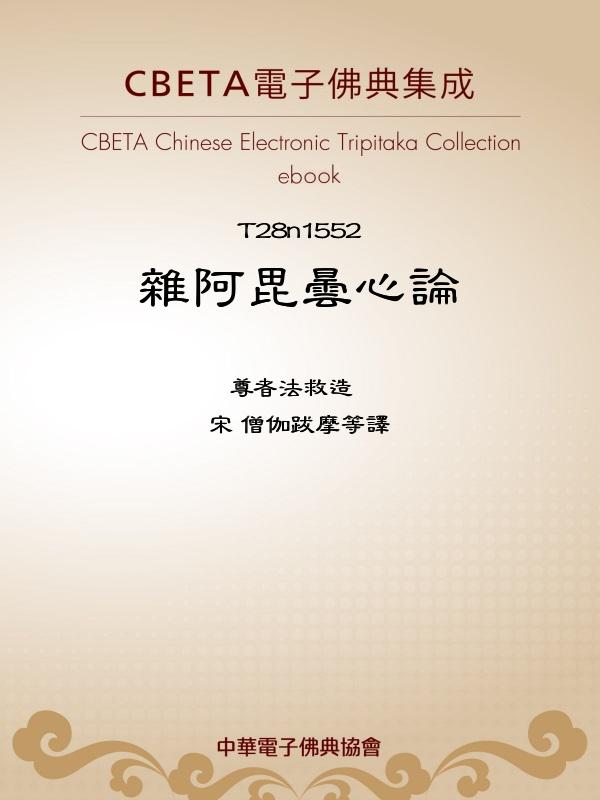 CBETA電子佛典集成
CBETA Chinese Electronic Tripitaka Collection
ebook
T28n1552
雜阿毘曇心論
尊者法救造
宋 僧伽跋摩等譯
中華電子佛典協會